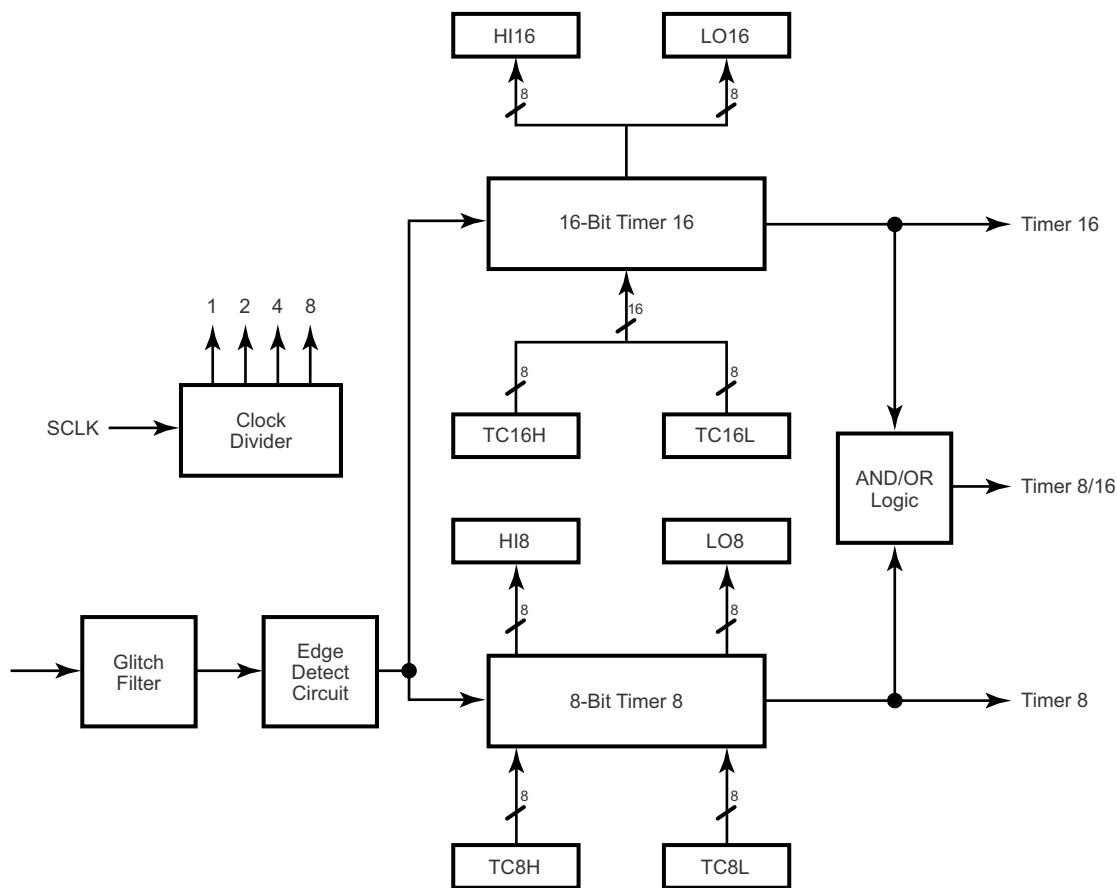 HI16
LO16
8
8
16-Bit Timer 16
Timer 16
1
2
4
8
16
8
8
SCLK
Clock
Divider
TC16H
TC16L
AND/OR
Logic
Timer 8/16
HI8
LO8
8
8
Glitch
Filter
Edge
Detect
Circuit
8-Bit Timer 8
Timer 8
8
8
TC8H
TC8L